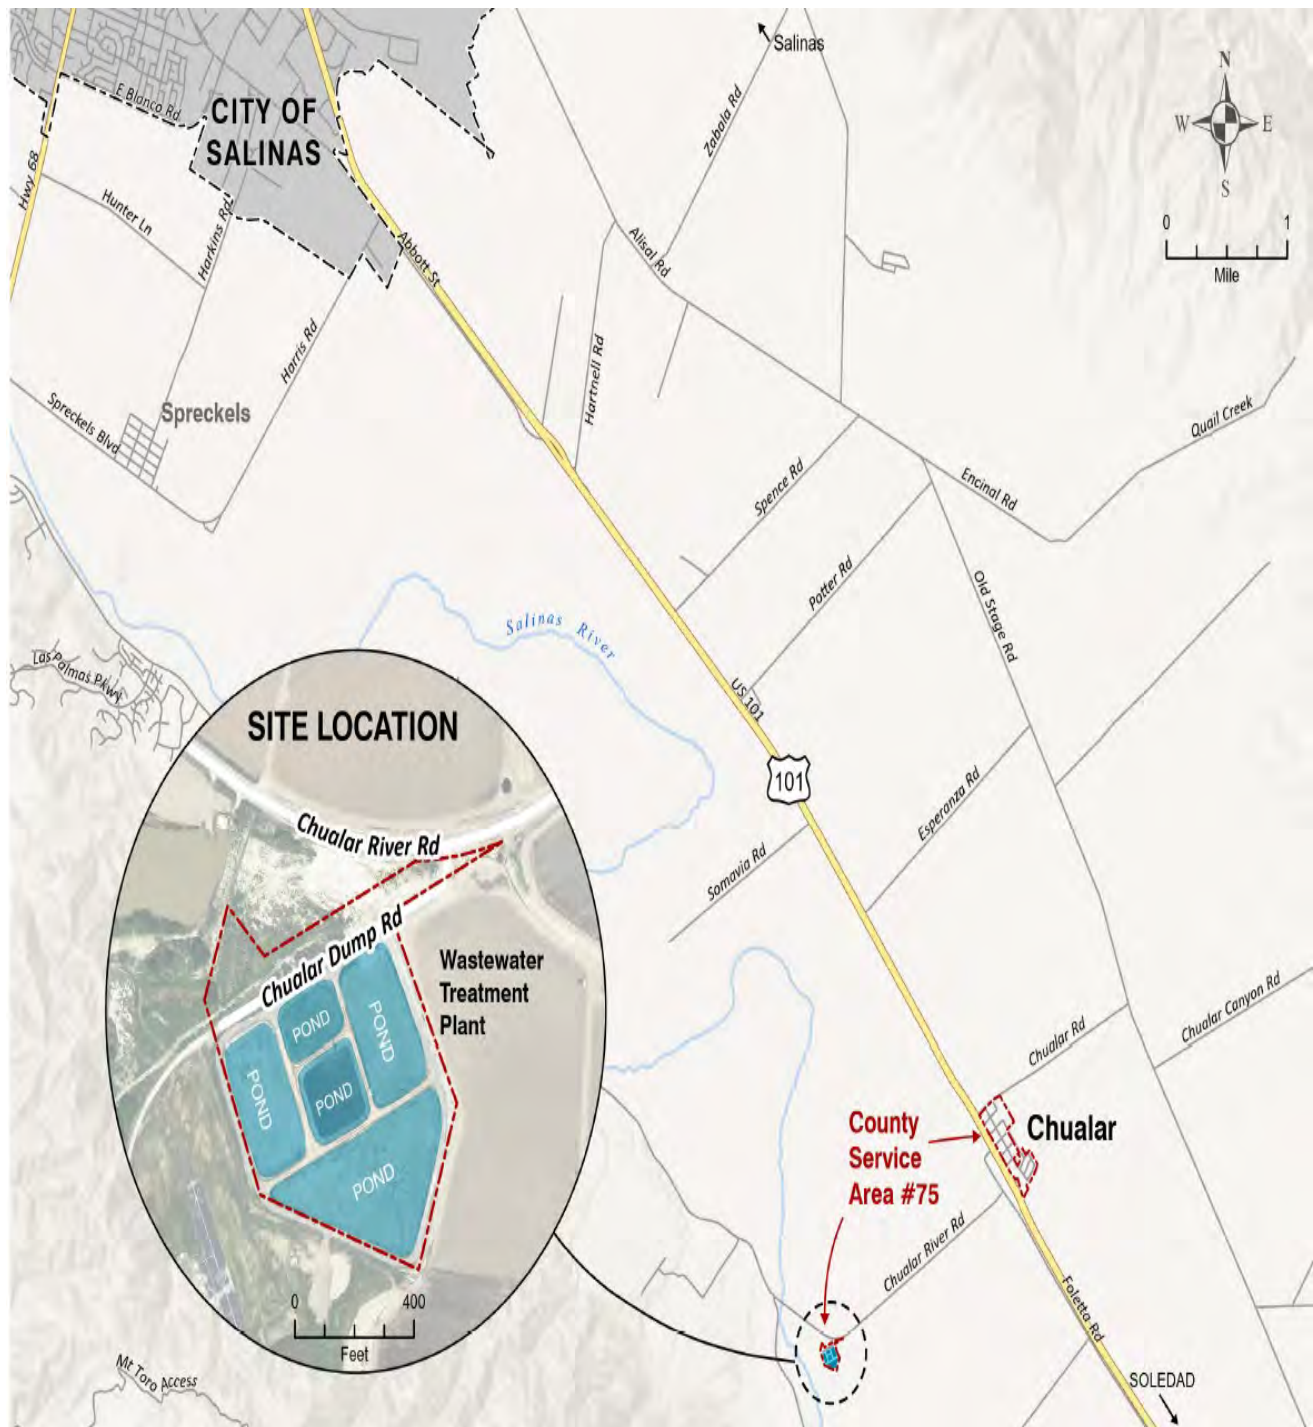 Salinas
N
W
E
S
0
1
Mile
CITY OF
SALINAS
E Blanco Rd
Hwy 68
Hunter Ln
Harkins Rd
Zabala Rd
Alisal Rd
Abbott St
Harris Rd
Hartnell Rd
Spreckels
Spreckels Blvd
Quail Creek
Encinal Rd
Spence Rd
Potter Rd
Old Stage Rd
Salinas River
Las Palmas Pkwy
US 101
101
Esperanza Rd
Somavia Rd
SITE LOCATION
Chualar River Rd
Chualar Dump Rd
Wastewater
Treatment
Plant
POND
POND
POND
POND
POND
0
400
Feet
Chualar Canyon Rd
Chualar Rd
County
Service
Area #75
Chualar
Chualar River Rd
Foletta Rd
Mt Toro Access
SOLEDAD